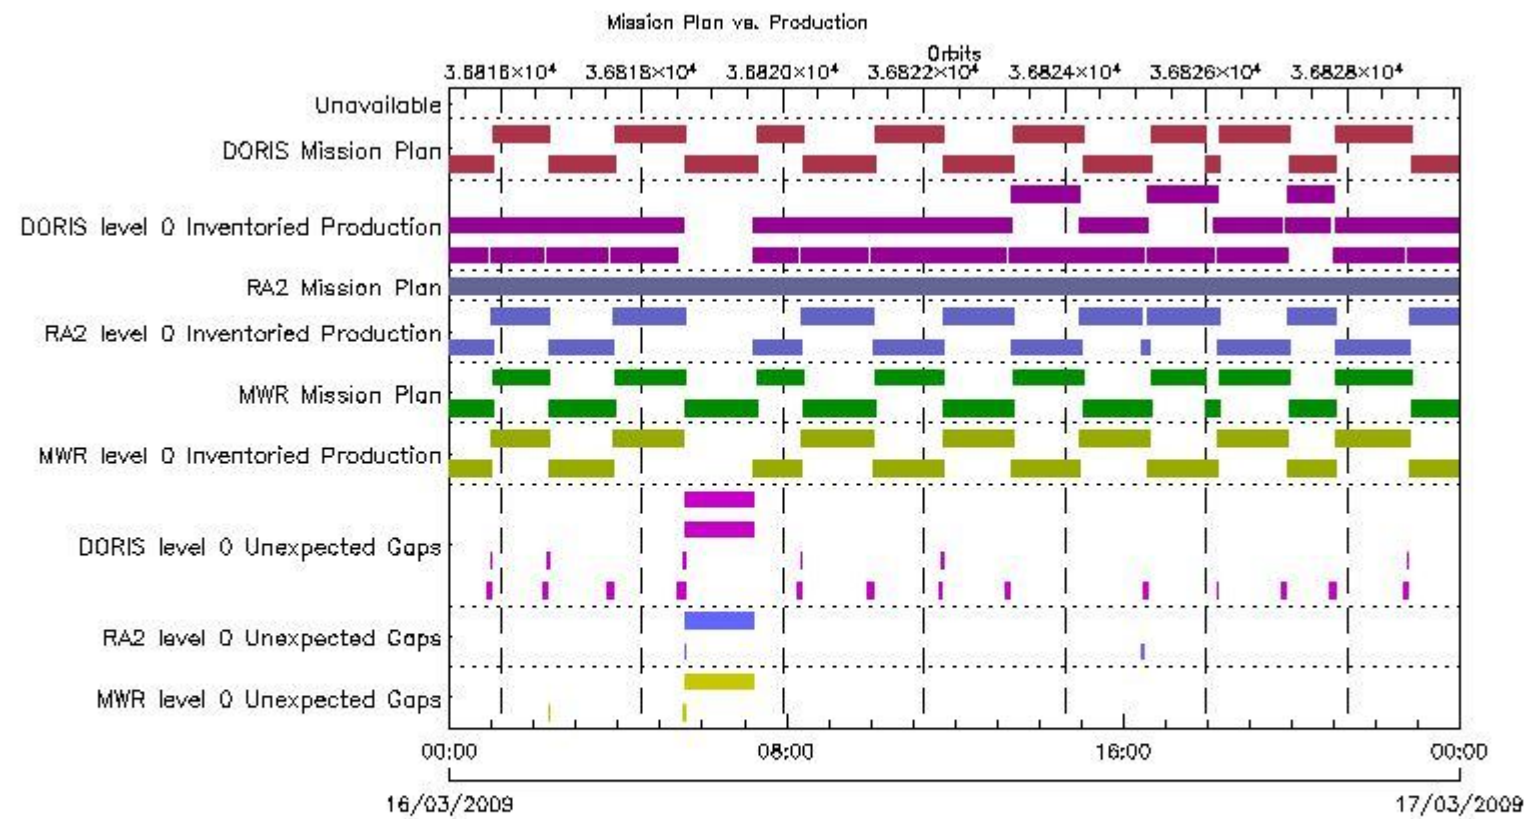 Mission Plan vs. Production
Orbits
3.6816×10⁴ 3.6818×10⁴ 3.6820×10⁴ 3.6822×10⁴ 3.6824×10⁴ 3.6826×10⁴ 3.6828×10⁴
Unavailable
DORIS Mission Plan
DORIS level 0 Inventoried Production
RA2 Mission Plan
RA2 level 0 Inventoried Production
MWR Mission Plan
MWR level 0 Inventoried Production
DORIS level 0 Unexpected Gaps
RA2 level 0 Unexpected Gaps
MWR level 0 Unexpected Gaps
00:00 08:00 16:00 00:00
16/03/2009 17/03/2009